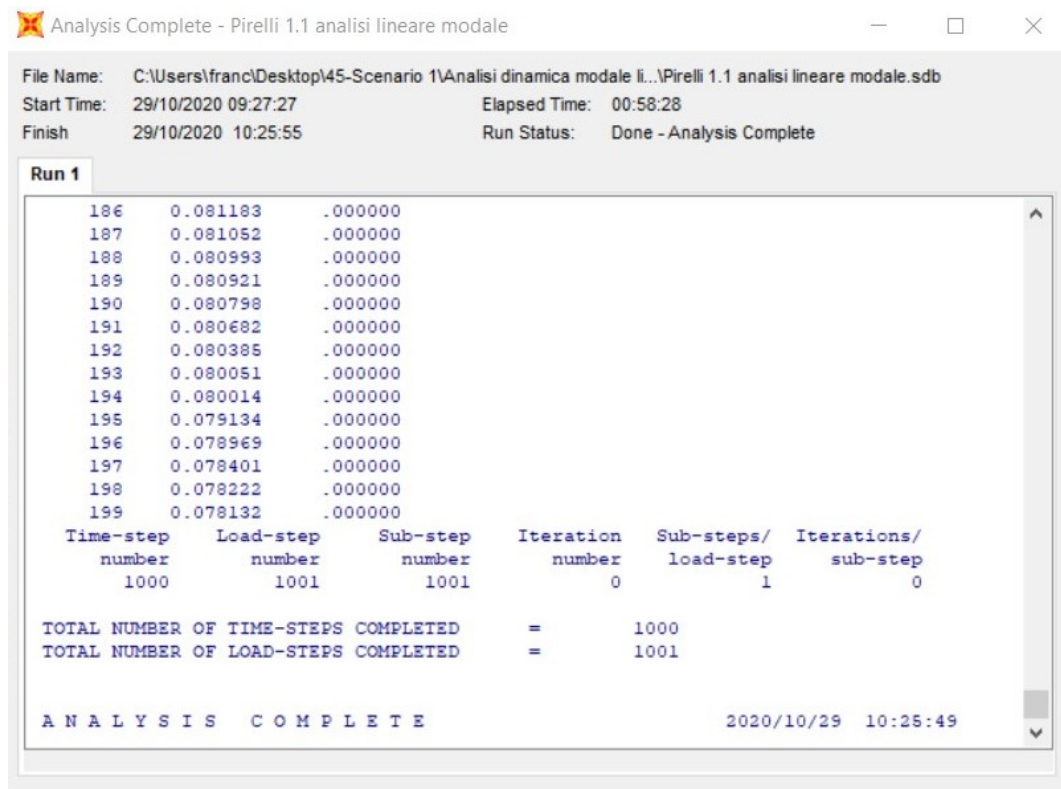 Analysis Complete - Pirelli 1.1 analisi lineare modale
File Name: C:\Users\franc\Desktop\45-Scenario 1\Analisi dinamica modale li...\Pirelli 1.1 analisi lineare modale.sdb
Start Time: 29/10/2020 09:27:27 Elapsed Time: 00:58:28
Finish 29/10/2020 10:25:55 Run Status: Done - Analysis Complete
Run 1
186 0.081183 .000000
187 0.081052 .000000
188 0.080993 .000000
189 0.080921 .000000
190 0.080798 .000000
191 0.080682 .000000
192 0.080385 .000000
193 0.080051 .000000
194 0.080014 .000000
195 0.079134 .000000
196 0.078969 .000000
197 0.078401 .000000
198 0.078222 .000000
199 0.078132 .000000
Time-step Load-step Sub-step Iteration Sub-steps/ Iterations/
number number number number load-step sub-step
1000 1001 1001 0 1 0
TOTAL NUMBER OF TIME-STEPS COMPLETED = 1000
TOTAL NUMBER OF LOAD-STEPS COMPLETED = 1001
A N A L Y S I S C O M P L E T E 2020/10/29 10:25:49